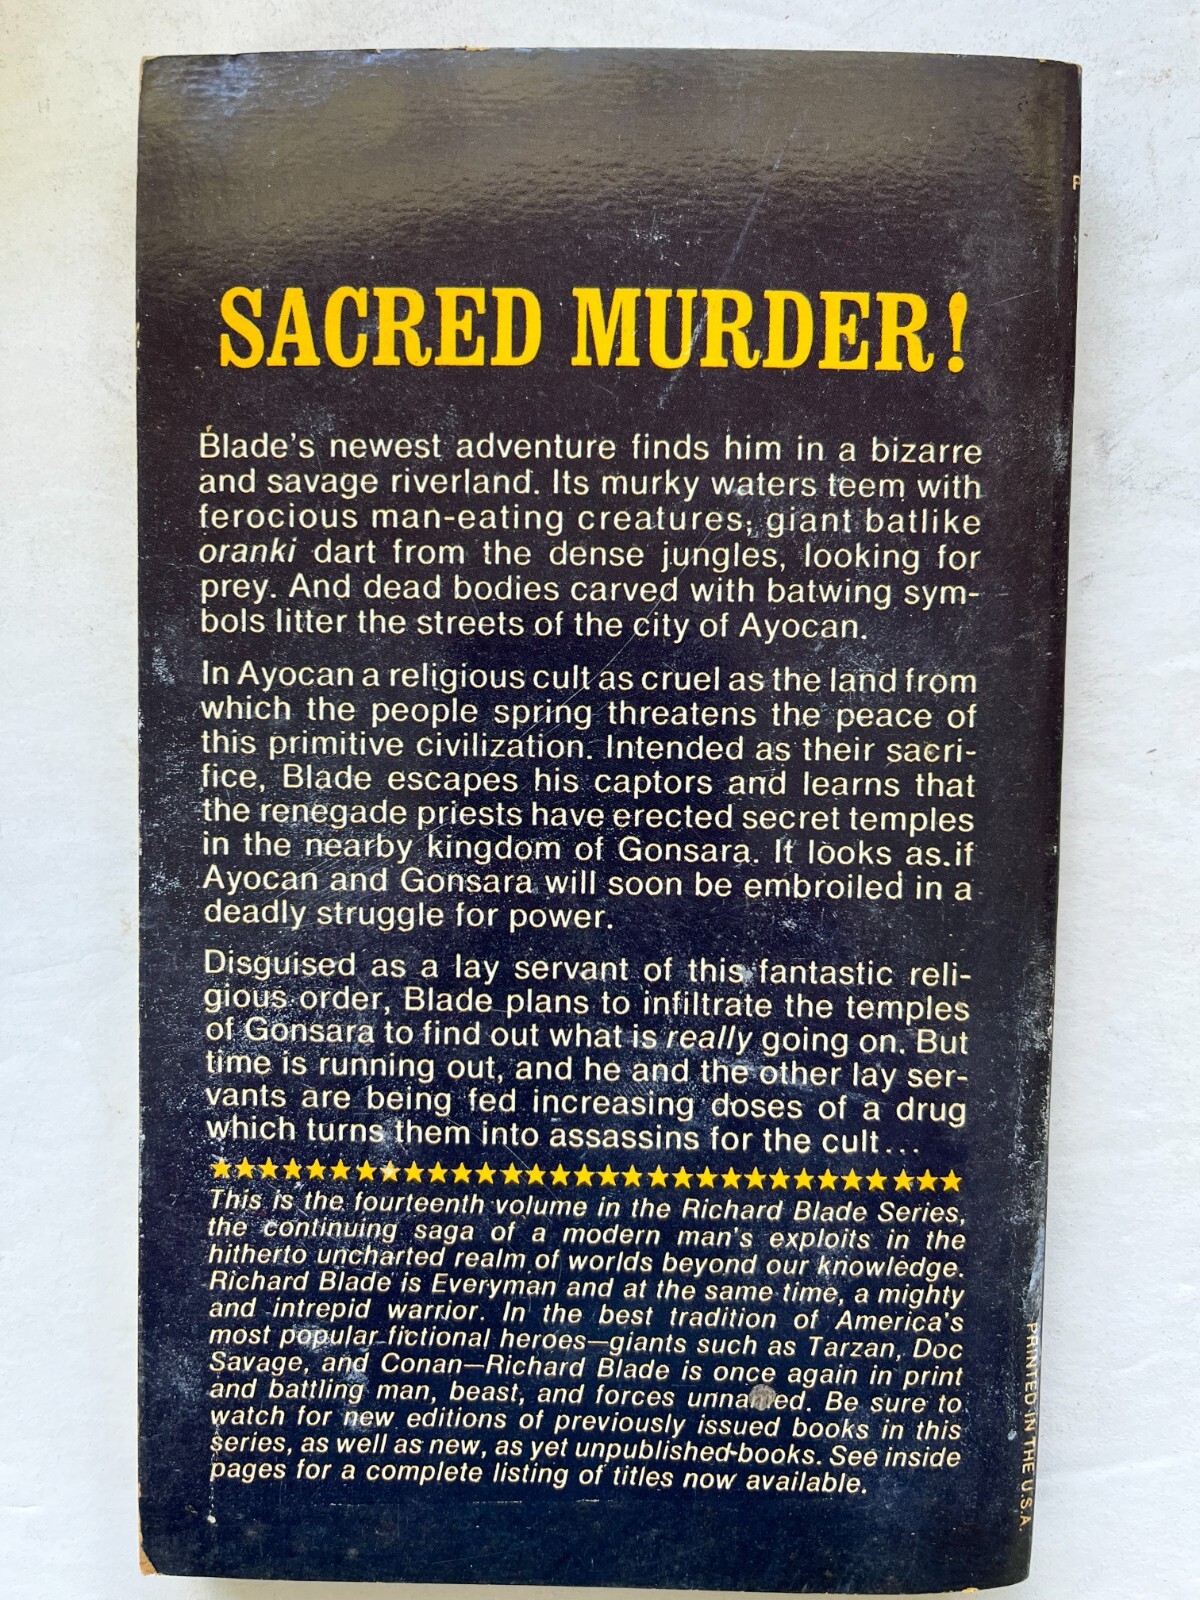 SACRED MURDER!
Blade's newest adventure finds him in a bizarre
and savage riverland. Its murky waters teem with
ferocious man-eating creatures; giant batlike
oranki dart from the dense jungles, looking for
prey. And dead bodies carved with batwing sym-
bols litter the streets of the city of Ayocan.
In Ayocan a religious cult as cruel as the land from
which the people spring threatens the peace of
this primitive civilization. Intended as their sacri-
fice, Blade escapes his captors and learns that
the renegade priests have erected secret temples
in the nearby kingdom of Gonsara. It looks as if
Ayocan and Gonsara will soon be embroiled in a
deadly struggle for power.
Disguised as a lay servant of this fantastic reli-
gious order, Blade plans to infiltrate the temples
of Gonsara to find out what is really going on. But
time is running out, and he and the other lay ser-
vants are being fed increasing doses of a drug
which turns them into assassins for the cult...
This is the fourteenth volume in the Richard Blade Series,
the continuing saga of a modern man's exploits in the
hitherto uncharted realm of worlds beyond our knowledge.
Richard Blade is Everyman and at the same time, a mighty
and intrepid warrior. In the best tradition of America's
most popular fictional heroes—giants such as Tarzan, Doc
Savage, and Conan—Richard Blade is once again in print
and battling man, beast, and forces unnamed. Be sure to
watch for new editions of previously issued books in this
series, as well as new, as yet unpublished books. See inside
pages for a complete listing of titles now available.
PRINTED IN THE U.S.A.